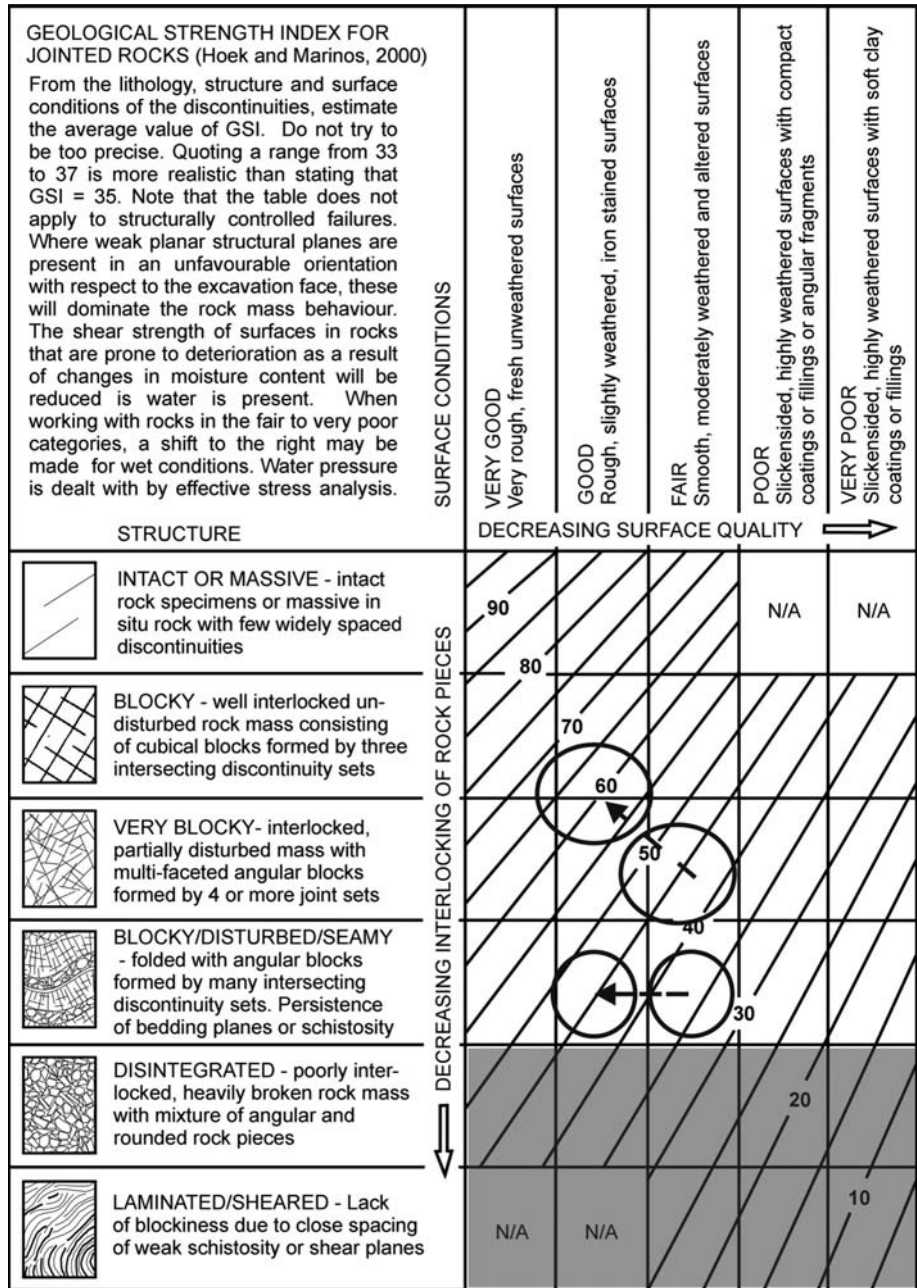 GEOLOGICAL STRENGTH INDEX FOR
JOINTED ROCKS (Hoek and Marinos, 2000)
From the lithology, structure and surface
conditions of the discontinuities, estimate
the average value of GSI. Do not try to
be too precise. Quoting a range from 33
to 37 is more realistic than stating that
GSI = 35. Note that the table does not
apply to structurally controlled failures.
Where weak planar structural planes are
present in an unfavourable orientation
with respect to the excavation face, these
will dominate the rock mass behaviour.
The shear strength of surfaces in rocks
that are prone to deterioration as a result
of changes in moisture content will be
reduced is water is present. When
working with rocks in the fair to very poor
categories, a shift to the right may be
made for wet conditions. Water pressure
is dealt with by effective stress analysis.
STRUCTURE
SURFACE CONDITIONS
VERY GOOD
Very rough, fresh unweathered surfaces
GOOD
Rough, slightly weathered, iron stained surfaces
FAIR
Smooth, moderately weathered and altered surfaces
POOR
Slickensided, highly weathered surfaces with compact
coatings or fillings or angular fragments
VERY POOR
Slickensided, highly weathered surfaces with soft clay
coatings or fillings
DECREASING SURFACE QUALITY
DECREASING INTERLOCKING OF ROCK PIECES
INTACT OR MASSIVE - intact
rock specimens or massive in
situ rock with few widely spaced
discontinuities
90
80
N/A
N/A
BLOCKY - well interlocked un-
disturbed rock mass consisting
of cubical blocks formed by three
intersecting discontinuity sets
70
60
VERY BLOCKY- interlocked,
partially disturbed mass with
multi-faceted angular blocks
formed by 4 or more joint sets
50
40
BLOCKY/DISTURBED/SEAMY
- folded with angular blocks
formed by many intersecting
discontinuity sets. Persistence
of bedding planes or schistosity
30
DISINTEGRATED - poorly inter-
locked, heavily broken rock mass
with mixture of angular and
rounded rock pieces
20
LAMINATED/SHEARED - Lack
of blockiness due to close spacing
of weak schistosity or shear planes
N/A
N/A
10